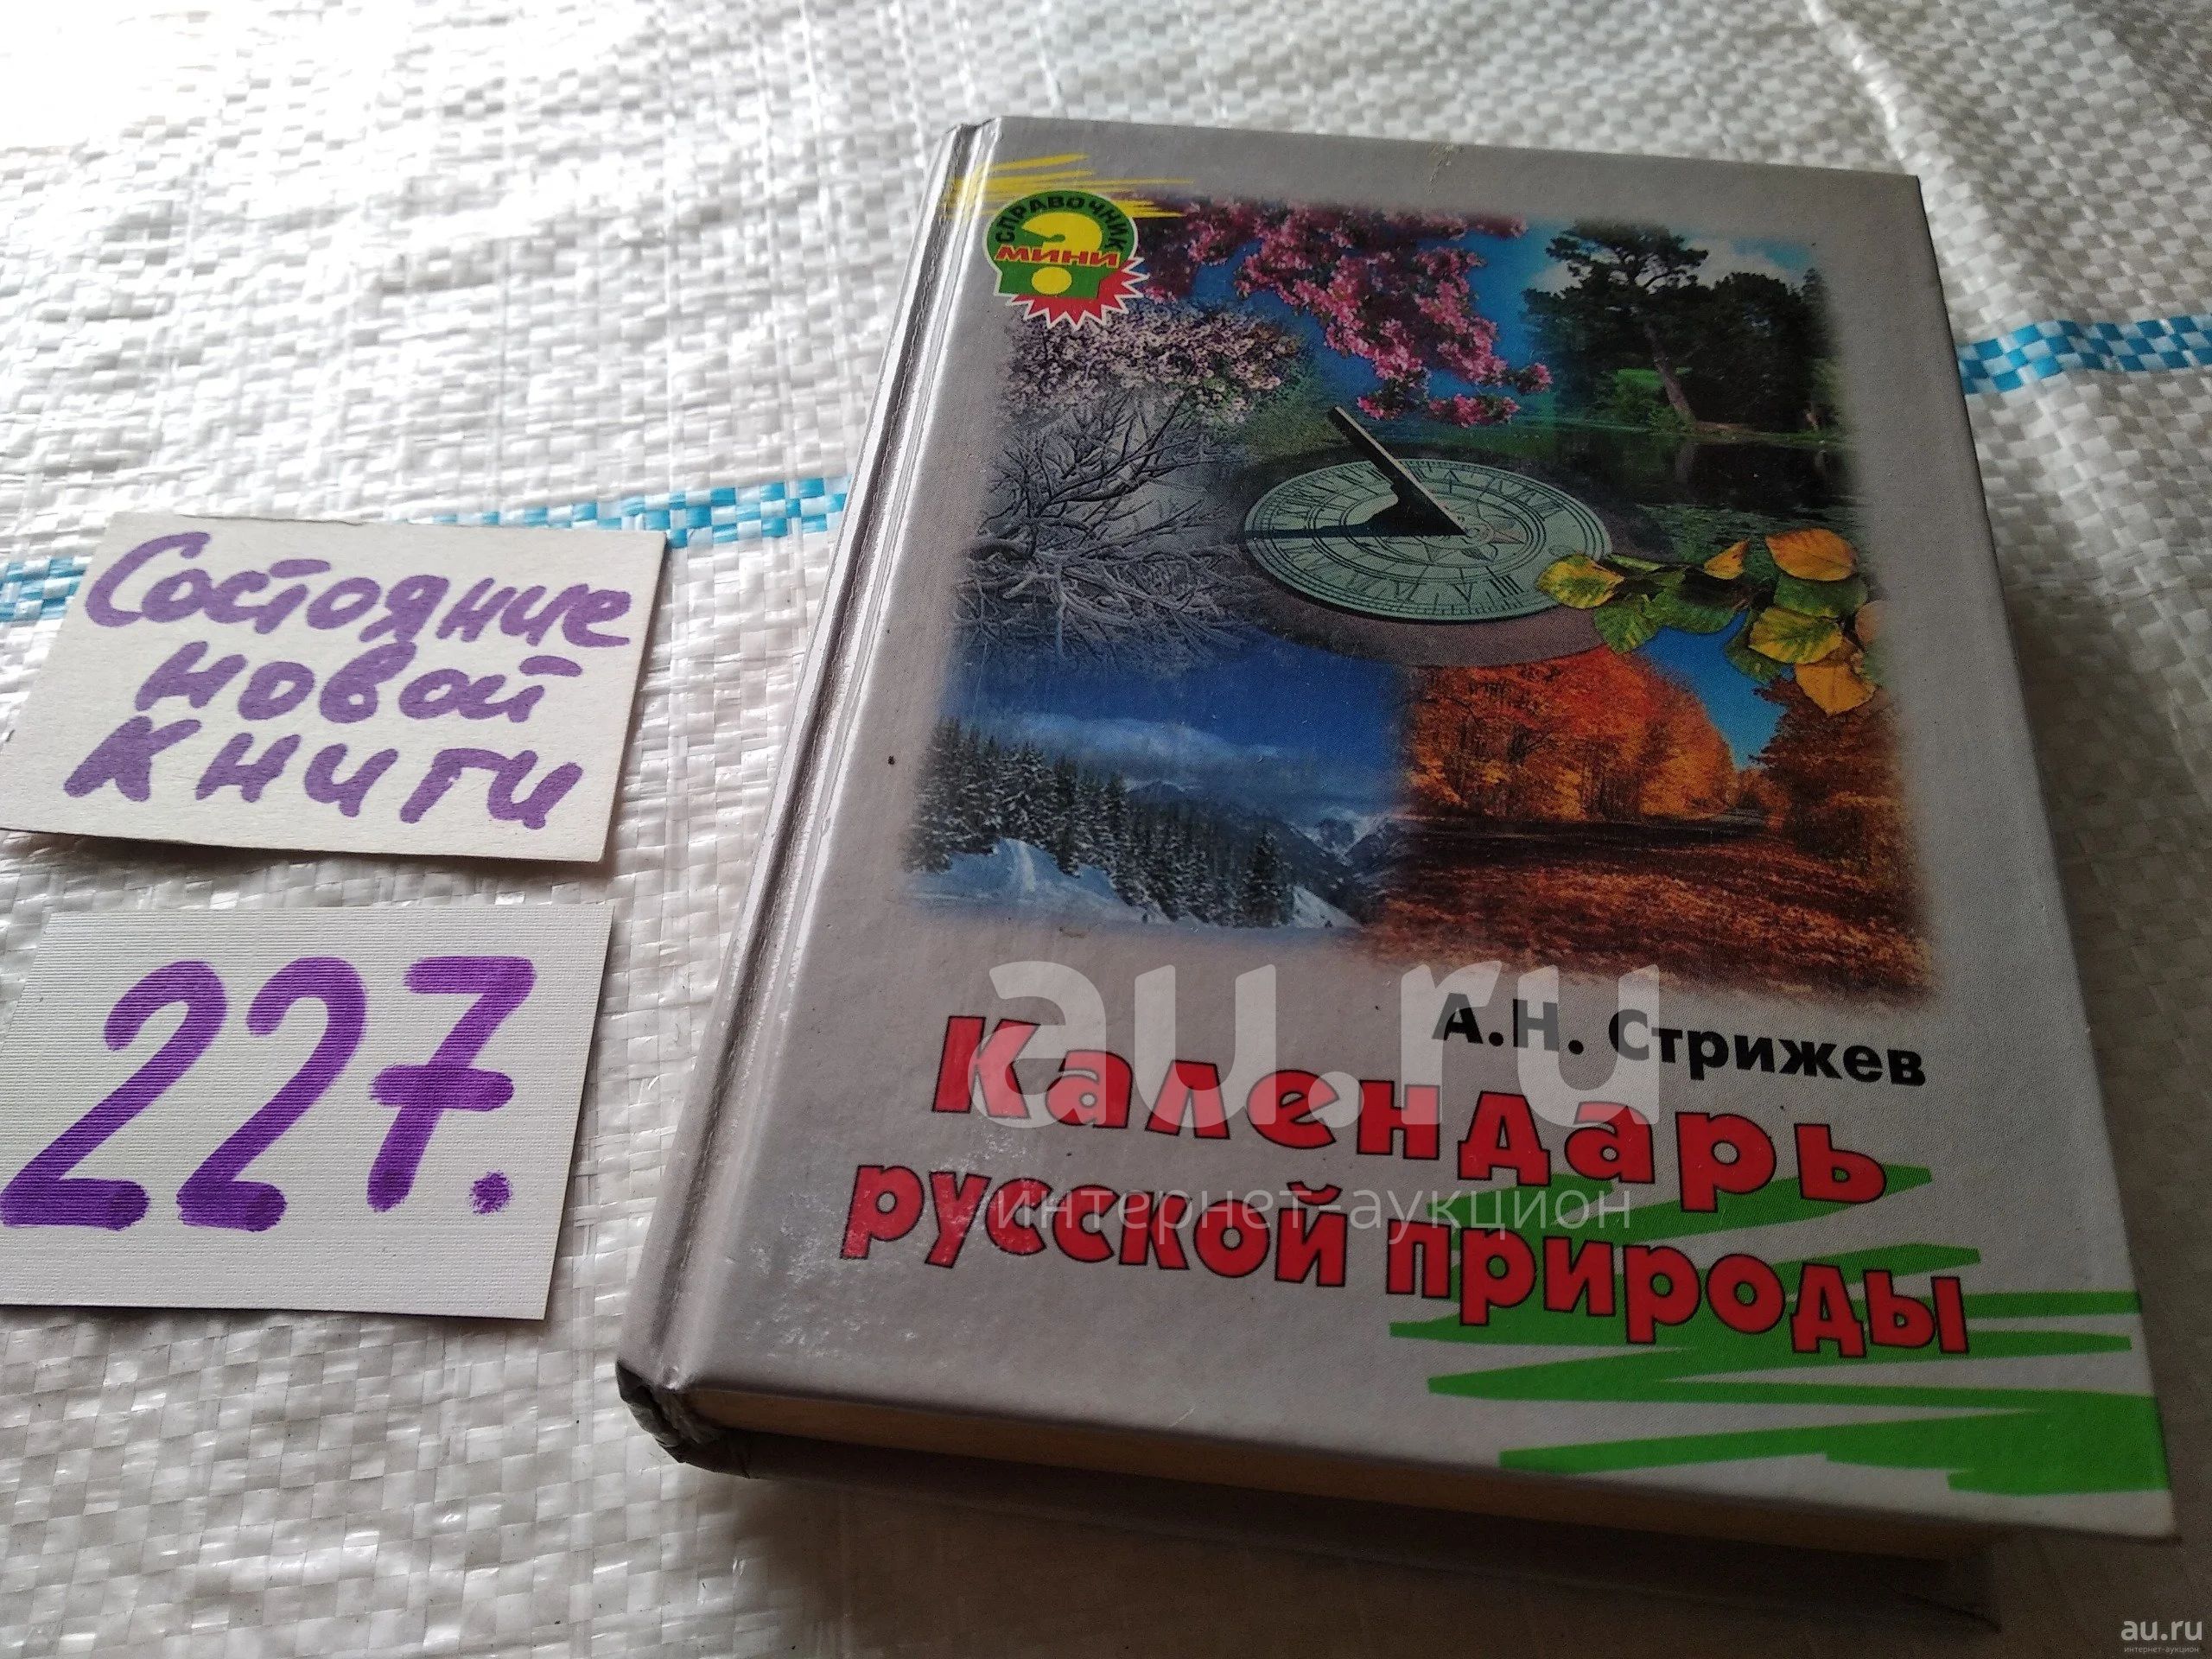 СПРАВОЧНИК
МИНИ
Состояние
новой
книги
227.
А.Н. Стрижев
Календарь
русской природы
au.ru
интернет-аукцион
au.ru
интернет-аукцион